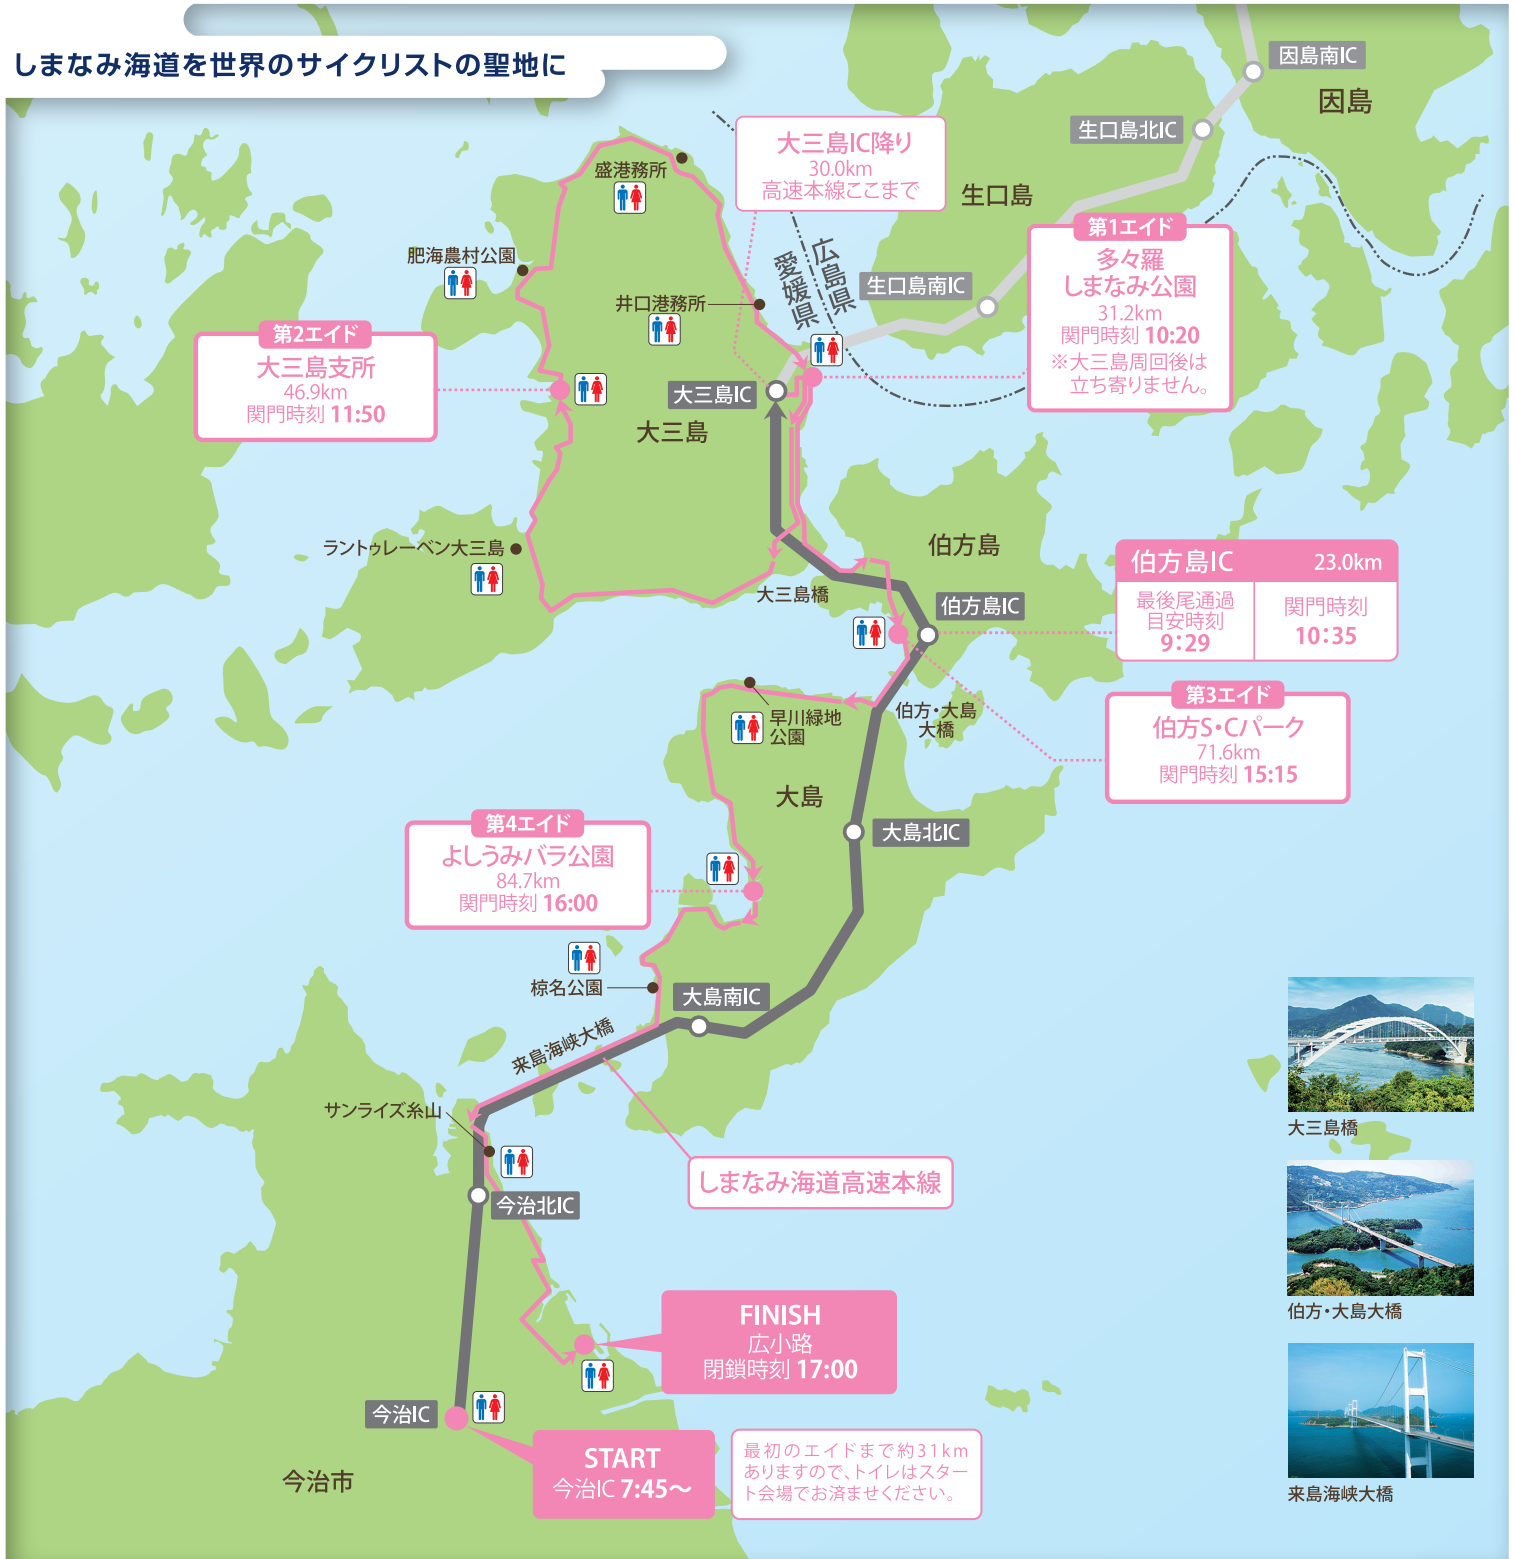 しまなみ海道を世界のサイクリストの聖地に
因島南IC
因島
生口島北IC
大三島IC降り
30.0km
高速本線ここまで
盛港務所
生口島
第1エイド
多々羅
しまなみ公園
31.2km
関門時刻 10:20
※大三島周回後は
立ち寄りません。
肥海農村公園
広島県
愛媛県
生口島南IC
井口港務所
第2エイド
大三島支所
46.9km
関門時刻 11:50
大三島IC
大三島
ラントゥレーベン大三島
伯方島
伯方島IC 23.0km
最後尾通過
目安時刻
9:29
関門時刻
10:35
大三島橋
伯方島IC
第3エイド
伯方S・Cパーク
71.6km
関門時刻 15:15
早川緑地
公園
伯方・大島
大橋
大島
第4エイド
よしうみバラ公園
84.7km
関門時刻 16:00
大島北IC
椋名公園
大島南IC
来島海峡大橋
サンライズ糸山
大三島橋
しまなみ海道高速本線
今治北IC
FINISH
広小路
閉鎖時刻 17:00
伯方・大島大橋
今治IC
START
今治IC 7:45～
最初のエイドまで約31km
ありますので、トイレはスター
ト会場でお済ませください。
今治市
来島海峡大橋